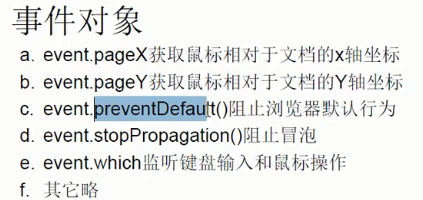 事件对象
a. event.pageX获取鼠标相对于文档的x轴坐标
b. event.pageY获取鼠标相对于文档的Y轴坐标
c. event.preventDefault()阻止浏览器默认行为
d. event.stopPropagation()阻止冒泡
e. event.which监听键盘输入和鼠标操作
f. 其它略